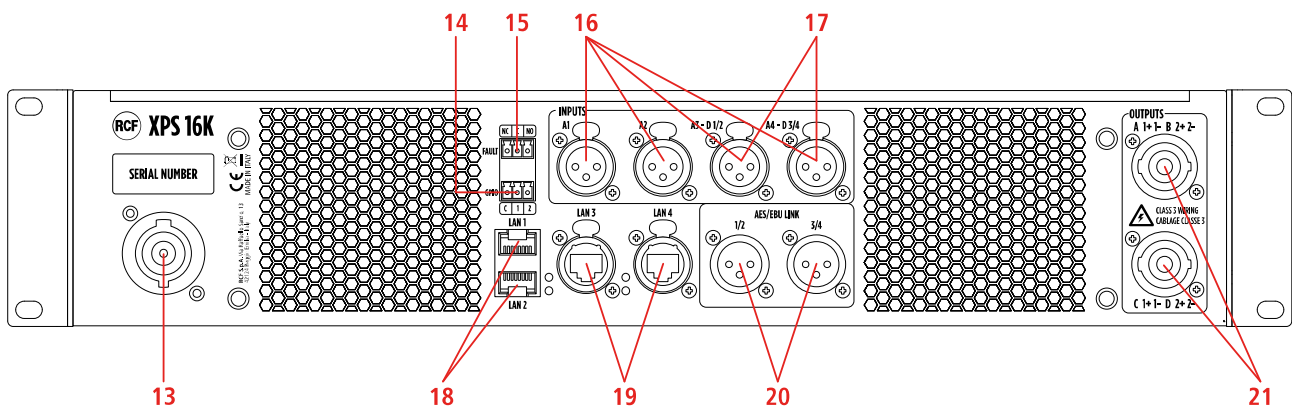 14 15 16 17
RCF XPS 16K
SERIAL NUMBER
MADE IN ITALY
NC C NO
FAULT
GPIO
C 1 2
LAN 1
LAN 2
INPUTS
A1 A2 A3 - D 1/2 A4 - D 3/4
LAN 3 LAN 4
AES/EBU LINK
1/2 3/4
OUTPUTS
A 1+ 1- B 2+ 2-
CLASS 3 WIRING
CABLAGE CLASSE 3
C 1+ 1- D 2+ 2-
13 18 19 20 21